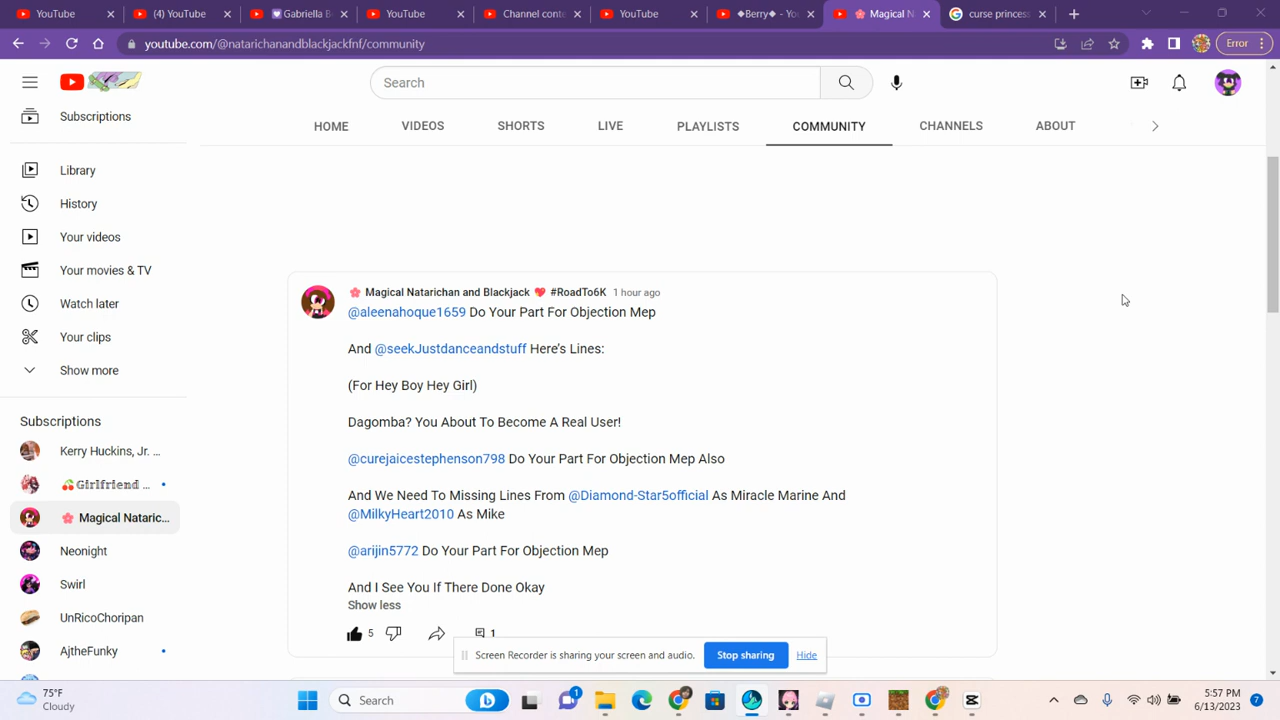 YouTube
(4) YouTube
Gabriella B
YouTube
Channel conte
YouTube
◆Berry◆ - Yo
Magical N
curse princess
youtube.com/@natarichanandblackjackfnf/community
Error
Search
Subscriptions
HOME
VIDEOS
SHORTS
LIVE
PLAYLISTS
COMMUNITY
CHANNELS
ABOUT
Library
History
Your videos
Your movies & TV
Watch later
Your clips
Show more
Subscriptions
Kerry Huckins, Jr. ...
🍒Girlfriend ...
🌸 Magical Nataric...
Neonight
Swirl
UnRicoChoripan
AjtheFunky
🌸 Magical Natarichan and Blackjack 💖 #RoadTo6K 1 hour ago
@aleenahoque1659 Do Your Part For Objection Mep
And @seekJustdanceandstuff Here's Lines:
(For Hey Boy Hey Girl)
Dagomba? You About To Become A Real User!
@curejaicestephenson798 Do Your Part For Objection Mep Also
And We Need To Missing Lines From @Diamond-Star5official As Miracle Marine And
@MilkyHeart2010 As Mike
@arijin5772 Do Your Part For Objection Mep
And I See You If There Done Okay
Show less
5
1
Screen Recorder is sharing your screen and audio.
Stop sharing
Hide
75°F
Cloudy
Search
1
5:57 PM
6/13/2023
7